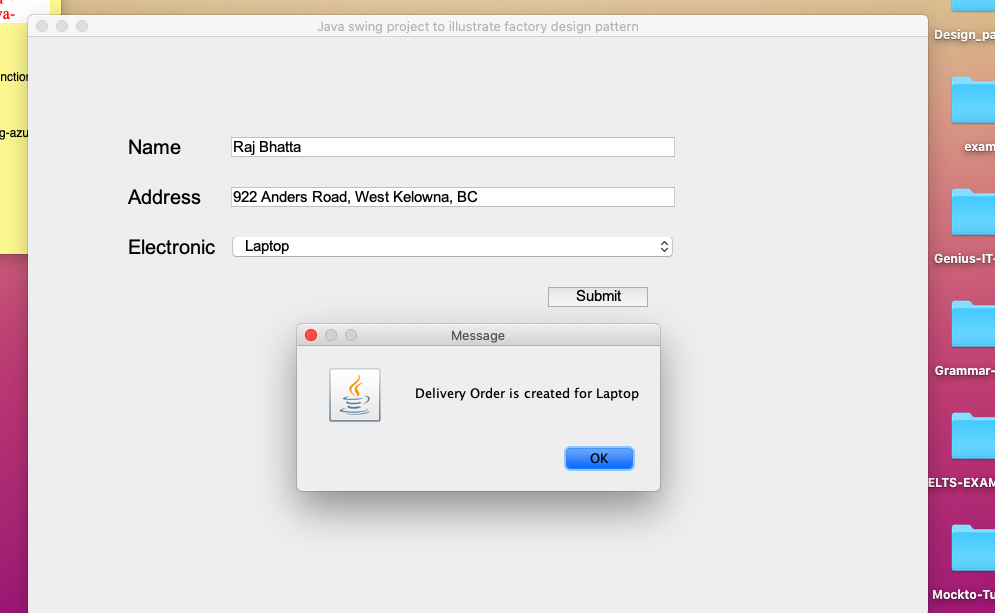 va-
nction
g-azu
Java swing project to illustrate factory design pattern
Name
Raj Bhatta
Address
922 Anders Road, West Kelowna, BC
Electronic
Laptop
Submit
Message
Delivery Order is created for Laptop
OK
Design_pa
exam
Genius-IT-
Grammar-
ELTS-EXAM
Mockto-Tu